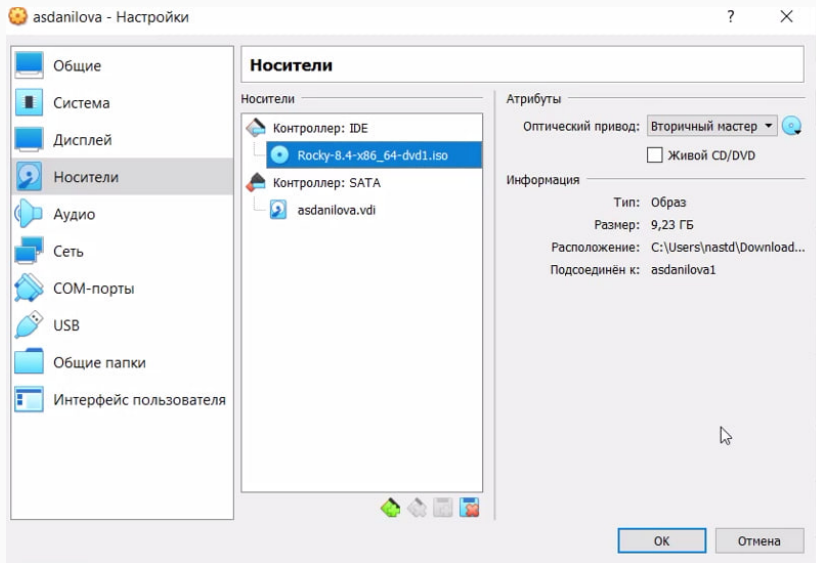 asdanilova - Настройки
?
Общие
Система
Дисплей
Носители
Аудио
Сеть
COM-порты
USB
Общие папки
Интерфейс пользователя
Носители
Носители
Контроллер: IDE
Rocky-8.4-x86_64-dvd1.iso
Контроллер: SATA
asdanilova.vdi
Атрибуты
Оптический привод: Вторичный мастер
Живой CD/DVD
Информация
Тип: Образ
Размер: 9,23 ГБ
Расположение: C:\Users\nastd\Download...
Подсоединён к: asdanilova1
OK
Отмена